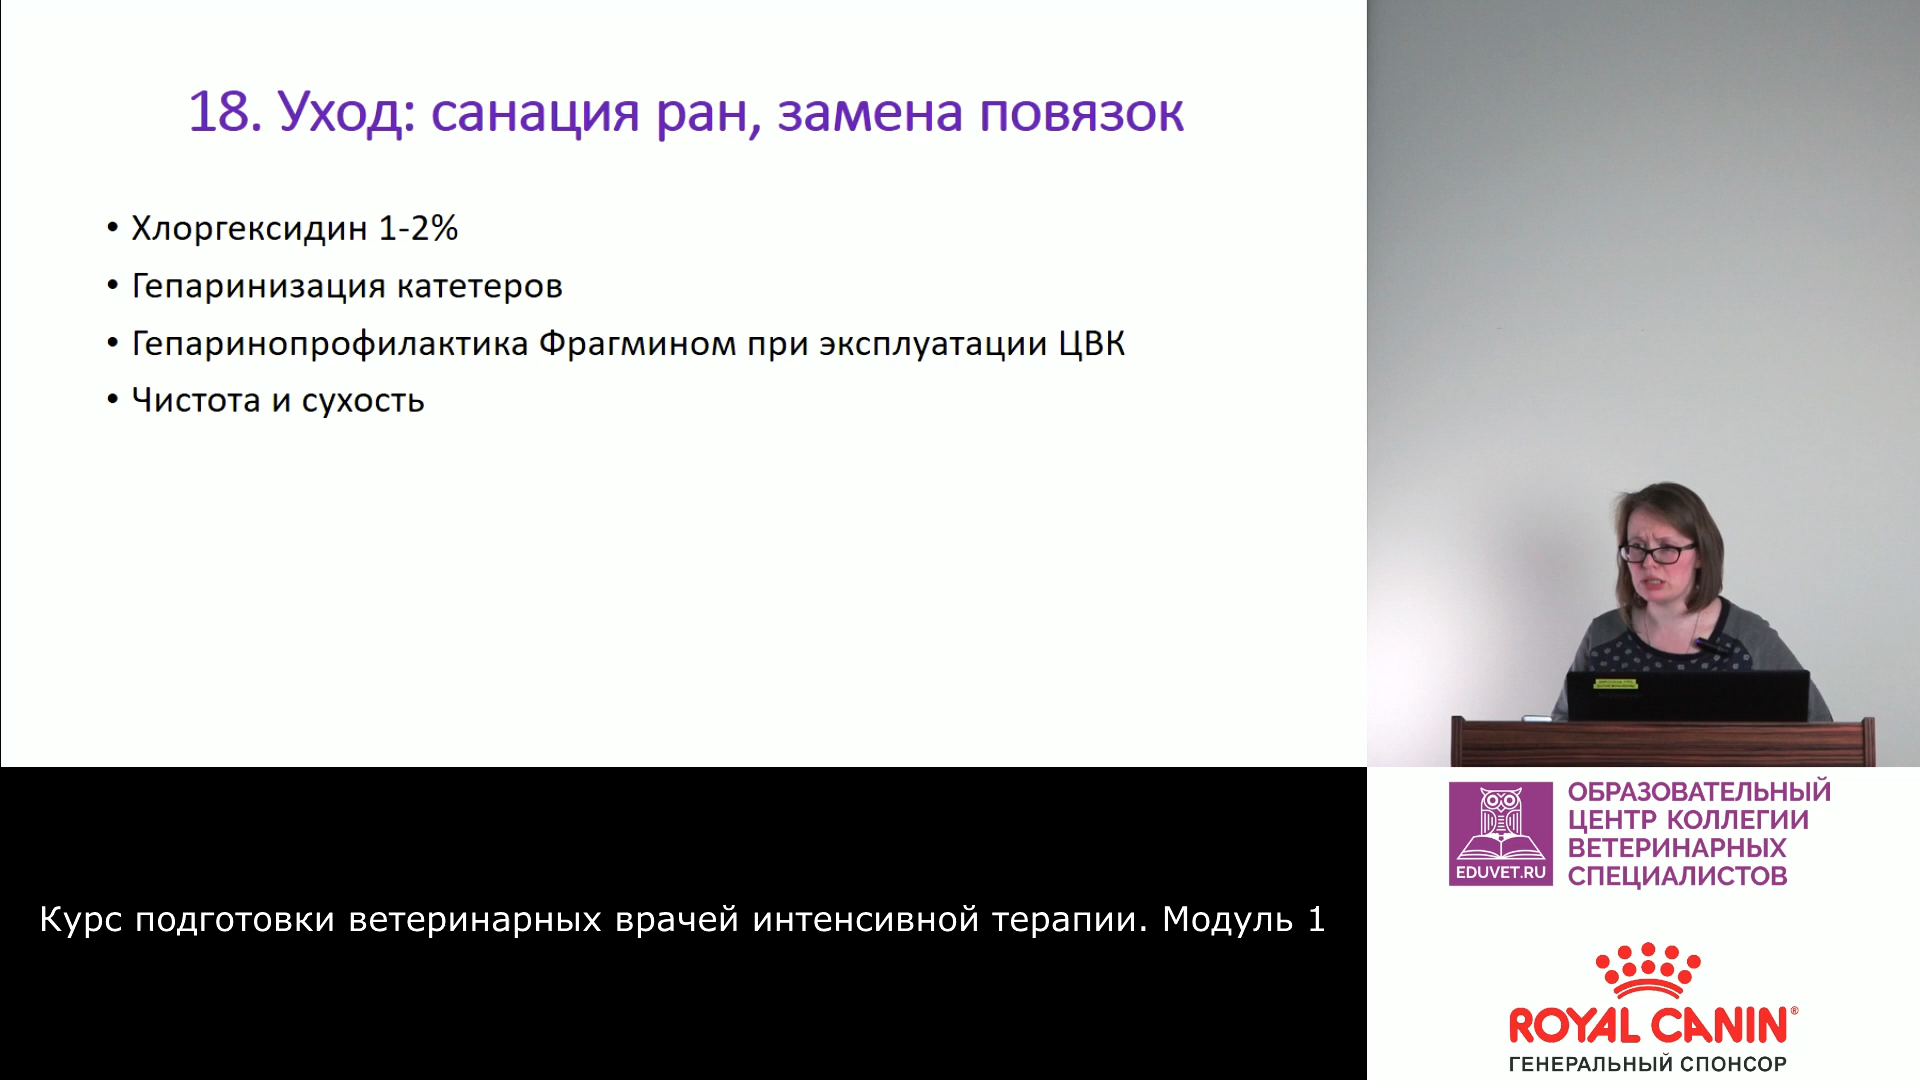 18. Уход: санация ран, замена повязок
• Хлоргексидин 1-2%
• Гепаринизация катетеров
• Гепаринопрофилактика Фрагмином при эксплуатации ЦВК
• Чистота и сухость
Курс подготовки ветеринарных врачей интенсивной терапии. Модуль 1
EDUVET.RU
ОБРАЗОВАТЕЛЬНЫЙ
ЦЕНТР КОЛЛЕГИИ
ВЕТЕРИНАРНЫХ
СПЕЦИАЛИСТОВ
ROYAL CANIN®
ГЕНЕРАЛЬНЫЙ СПОНСОР